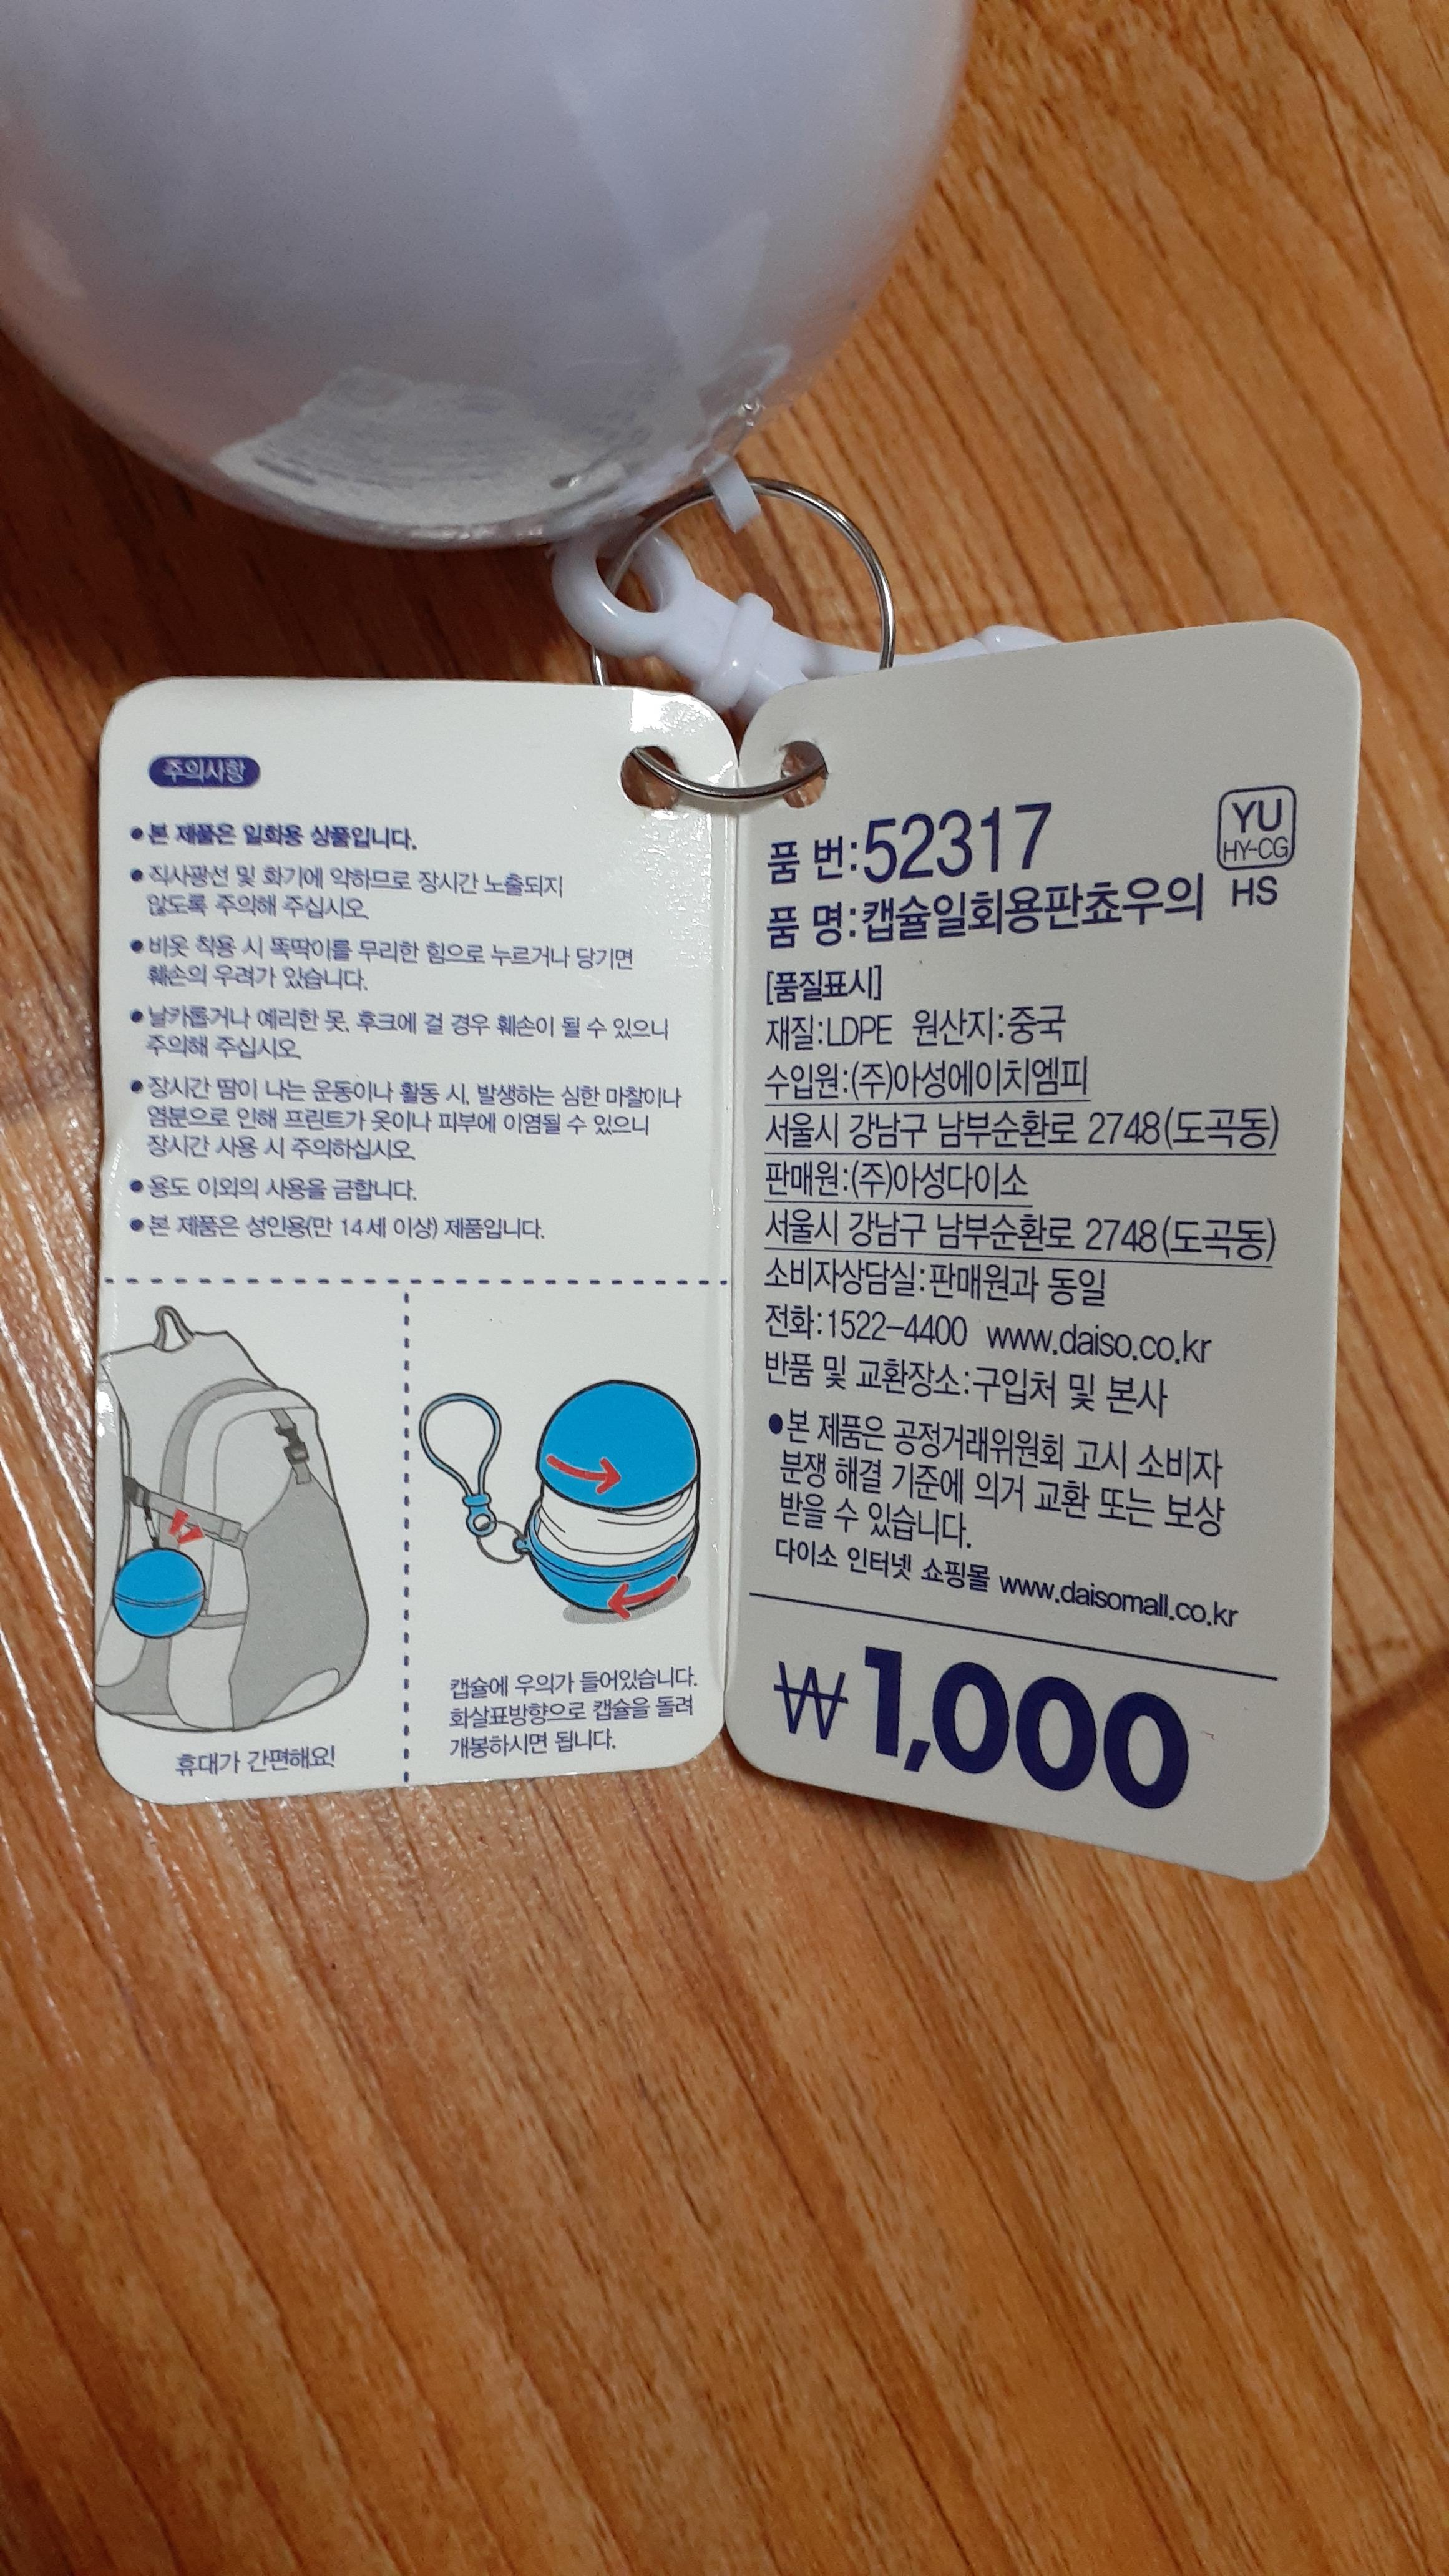 주의사항
●본 제품은 일회용 상품입니다.
●직사광선 및 화기에 약하므로 장시간 노출되지
않도록 주의해 주십시오.
●비옷 착용 시 똑딱이를 무리한 힘으로 누르거나 당기면
훼손의 우려가 있습니다.
●날카롭거나 예리한 못, 후크에 걸 경우 훼손이 될 수 있으니
주의해 주십시오.
●장시간 땀이 나는 운동이나 활동 시, 발생하는 심한 마찰이나
염분으로 인해 프린트가 옷이나 피부에 이염될 수 있으니
장시간 사용 시 주의하십시오.
●용도 이외의 사용을 금합니다.
●본 제품은 성인용(만 14세 이상) 제품입니다.
휴대가 간편해요!
캡슐에 우의가 들어있습니다.
화살표방향으로 캡슐을 돌려
개봉하시면 됩니다.
품 번:52317
YU
HY-CG
HS
품 명:캡슐일회용판쵸우의
[품질표시]
재질:LDPE 원산지:중국
수입원:(주)아성에이치엠피
서울시 강남구 남부순환로 2748(도곡동)
판매원:(주)아성다이소
서울시 강남구 남부순환로 2748(도곡동)
소비자상담실:판매원과 동일
전화:1522-4400 www.daiso.co.kr
반품 및 교환장소:구입처 및 본사
●본 제품은 공정거래위원회 고시 소비자
분쟁 해결 기준에 의거 교환 또는 보상
받을 수 있습니다.
다이소 인터넷 쇼핑몰 www.daisomall.co.kr
₩1,000